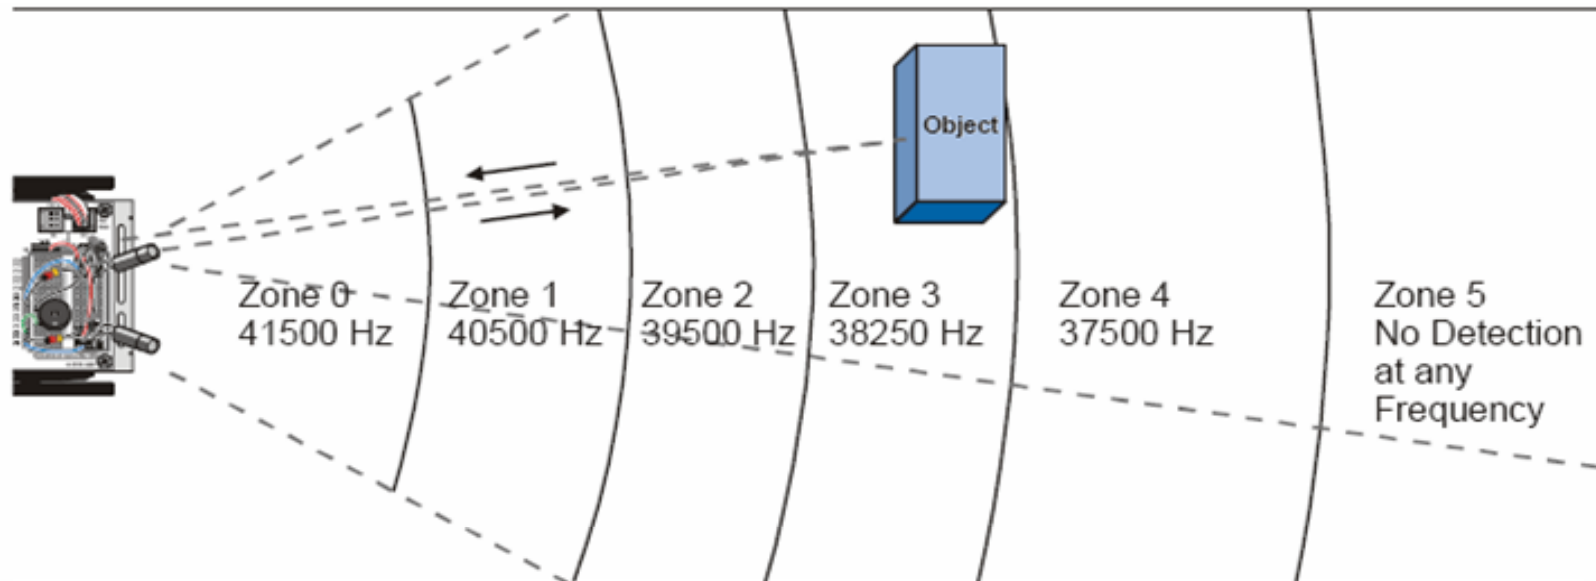 Object
Zone 0
41500 Hz
Zone 1
40500 Hz
Zone 2
39500 Hz
Zone 3
38250 Hz
Zone 4
37500 Hz
Zone 5
No Detection
at any
Frequency